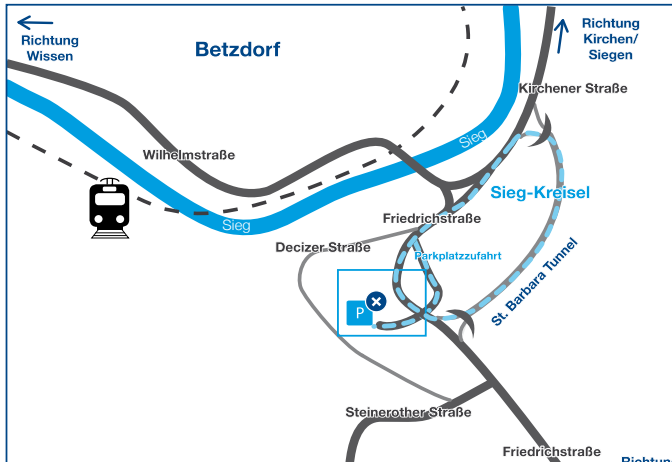 Richtung
Wissen
Betzdorf
Richtung
Kirchen/
Siegen
Kirchener Straße
Sieg
Wilhelmstraße
Sieg-Kreisel
Friedrichstraße
Sieg
Decizer Straße
Parkplatzzufahrt
St. Barbara Tunnel
P
Steinerother Straße
Friedrichstraße
Richtung